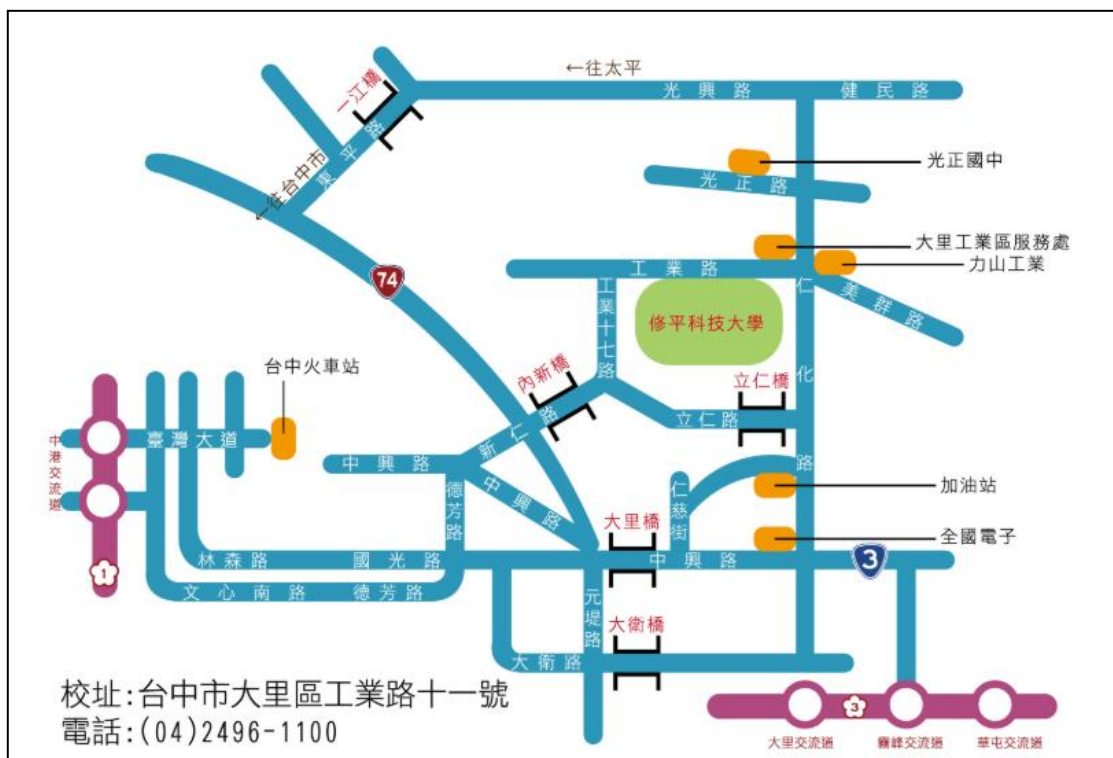 ←往太平
一江橋
光興路
健民路
東平路
←往台中市
光正國中
光正路
大里工業區服務處
力山工業
工業路
美群路
74
工業十七路
修平科技大學
仁化路
台中火車站
內新橋
立仁橋
中港交流道
臺灣大道
新仁路
立仁路
中興路
中興路
德芳路
仁慈街
加油站
大里橋
全國電子
林森路
國光路
中興路
3
1
文心南路
德芳路
元堤路
大衛橋
大衛路
校址:台中市大里區工業路十一號
電話:(04)2496-1100
3
大里交流道
霧峰交流道
草屯交流道